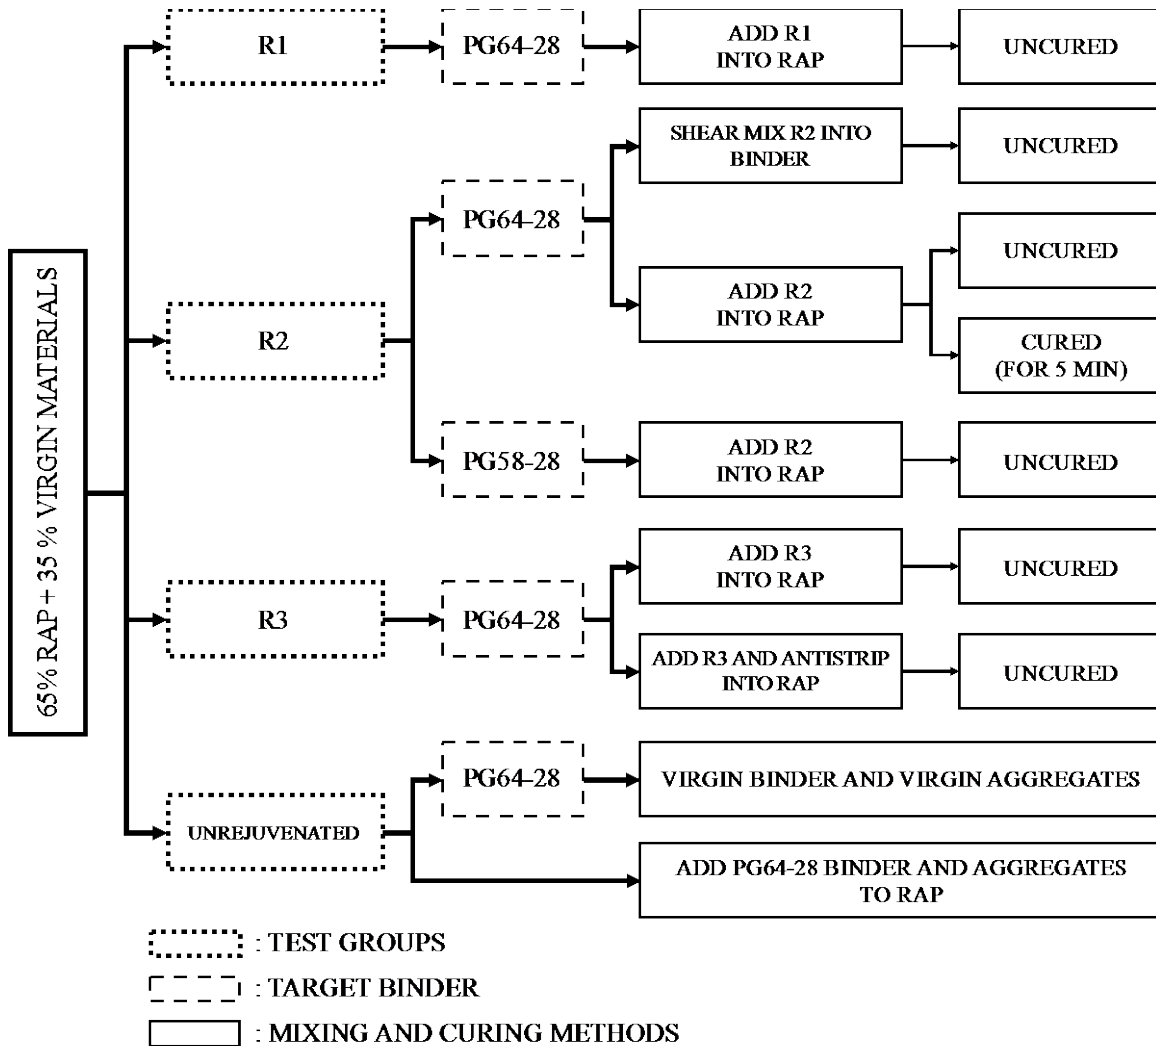 65% RAP + 35 % VIRGIN MATERIALS
R1
PG64-28
ADD R1
INTO RAP
UNCURED
R2
PG64-28
SHEAR MIX R2 INTO
BINDER
UNCURED
ADD R2
INTO RAP
UNCURED
CURED
(FOR 5 MIN)
PG58-28
ADD R2
INTO RAP
UNCURED
R3
PG64-28
ADD R3
INTO RAP
UNCURED
ADD R3 AND ANTISTRIP
INTO RAP
UNCURED
UNREJUVENATED
PG64-28
VIRGIN BINDER AND VIRGIN AGGREGATES
ADD PG64-28 BINDER AND AGGREGATES
TO RAP
: TEST GROUPS
: TARGET BINDER
: MIXING AND CURING METHODS